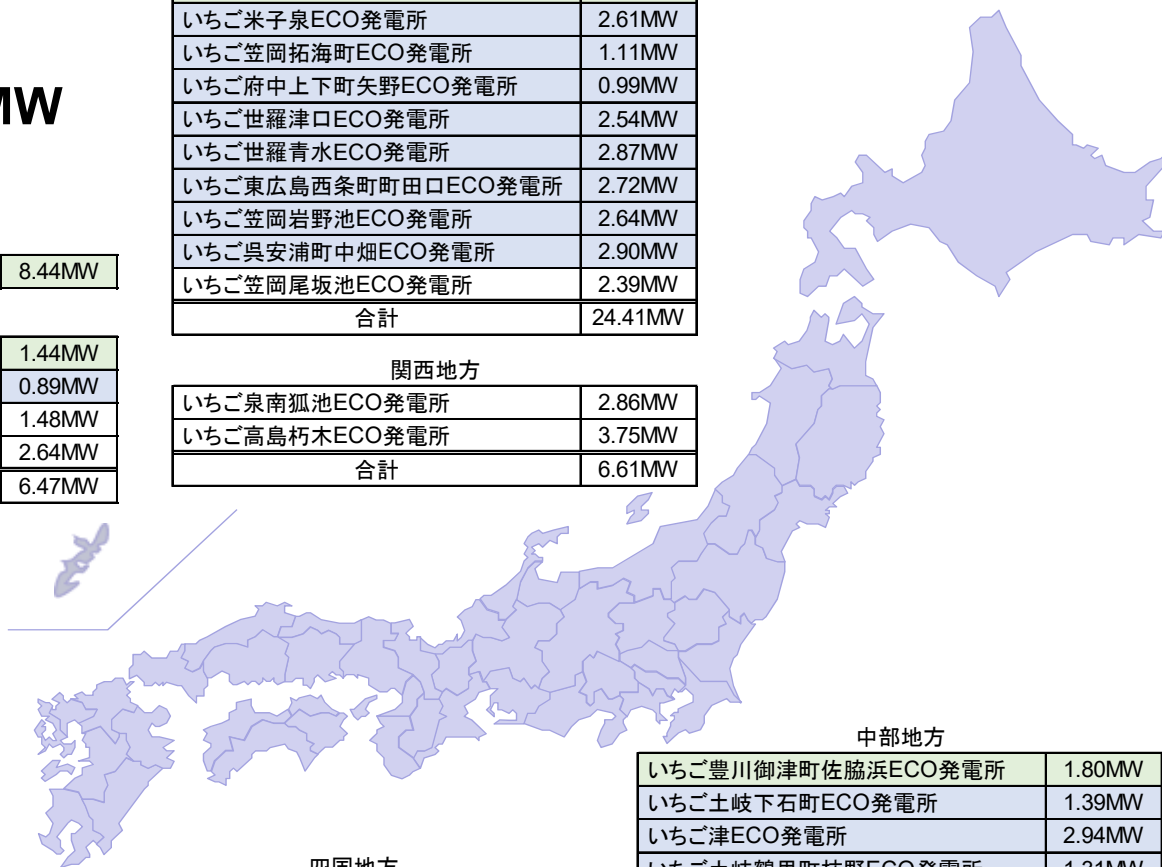 MW
8.44MW
1.44MW
0.89MW
1.48MW
2.64MW
6.47MW
いちご米子泉ECO発電所 2.61MW
いちご笠岡拓海町ECO発電所 1.11MW
いちご府中上下町矢野ECO発電所 0.99MW
いちご世羅津口ECO発電所 2.54MW
いちご世羅青水ECO発電所 2.87MW
いちご東広島西条町町田口ECO発電所 2.72MW
いちご笠岡岩野池ECO発電所 2.64MW
いちご呉安浦町中畑ECO発電所 2.90MW
いちご笠岡尾坂池ECO発電所 2.39MW
合計 24.41MW
関西地方
いちご泉南狐池ECO発電所 2.86MW
いちご高島朽木ECO発電所 3.75MW
合計 6.61MW
中部地方
いちご豊川御津町佐脇浜ECO発電所 1.80MW
いちご土岐下石町ECO発電所 1.39MW
いちご津ECO発電所 2.94MW
四国地方